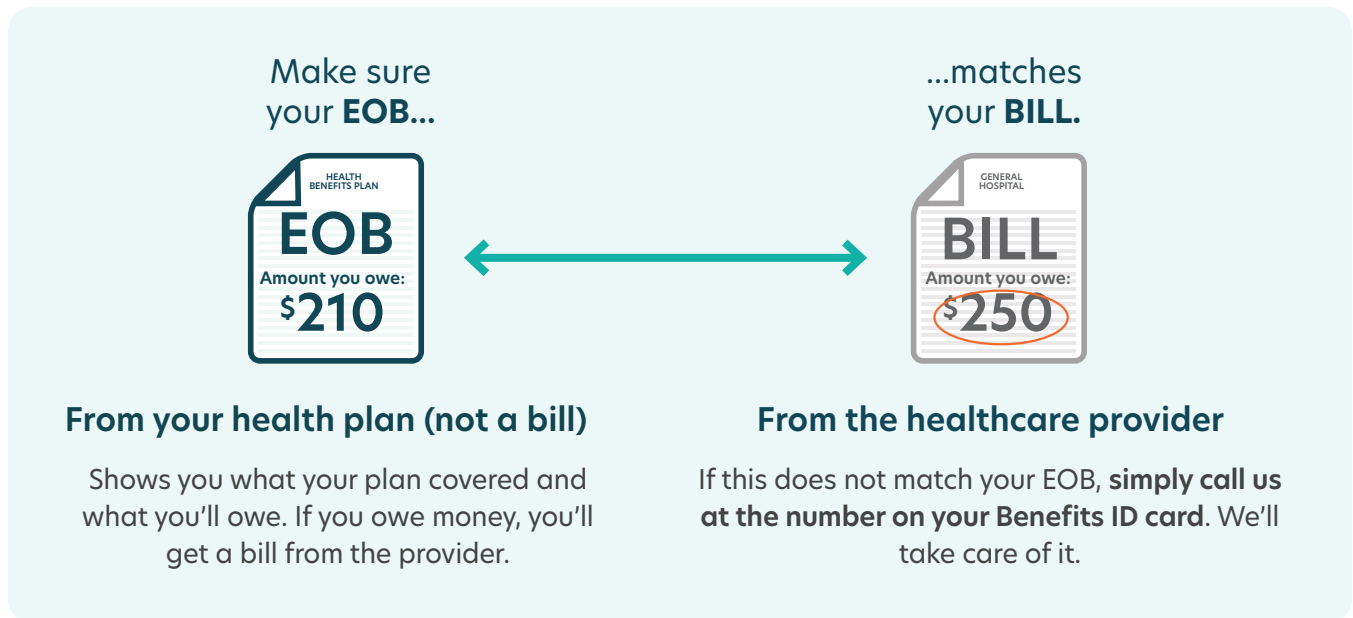 Make sure
your EOB...
HEALTH
BENEFITS PLAN
EOB
Amount you owe:
$210
From your health plan (not a bill)
Shows you what your plan covered and
what you'll owe. If you owe money, you'll
get a bill from the provider.
...matches
your BILL.
GENERAL
HOSPITAL
BILL
Amount you owe:
$250
From the healthcare provider
If this does not match your EOB, simply call us
at the number on your Benefits ID card. We'll
take care of it.